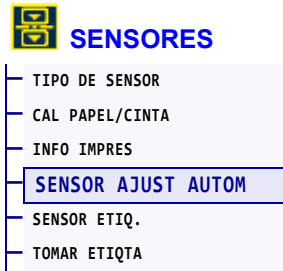 SENSORES
TIPO DE SENSOR
CAL PAPEL/CINTA
INFO IMPRES
SENSOR AJUST AUTOM
SENSOR ETIQ.
TOMAR ETIQTA